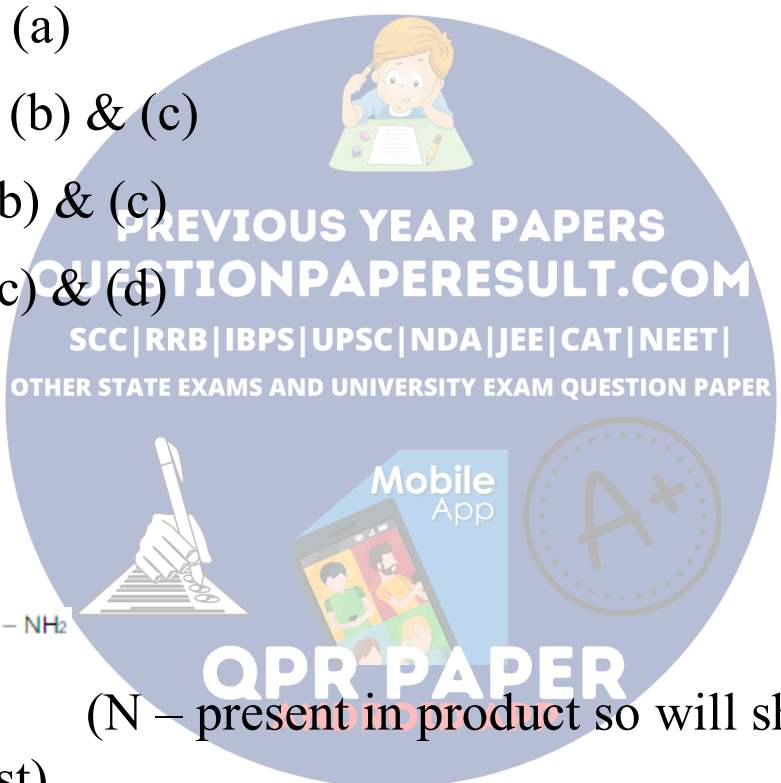 (a)
(b) & (c)
b) & (c)
PREVIOUS YEAR PAPERS
QUESTIONPAPERESULT.COM
c) & (d)
SCC|RRB|IBPS|UPSC|NDA|JEE|CAT|NEET|
OTHER STATE EXAMS AND UNIVERSITY EXAM QUESTION PAPER
Mobile
App
A+
– NH₂
QPR PAPER
(N – present in product so will sh
st)